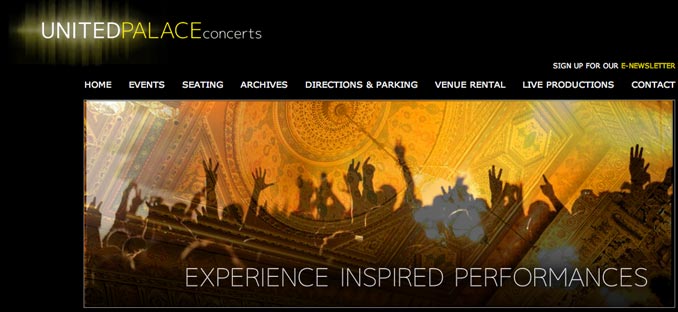 UNITEDPALACEconcerts
SIGN UP FOR OUR E-NEWSLETTER
HOME EVENTS SEATING ARCHIVES DIRECTIONS & PARKING VENUE RENTAL LIVE PRODUCTIONS CONTACT
EXPERIENCE INSPIRED PERFORMANCES